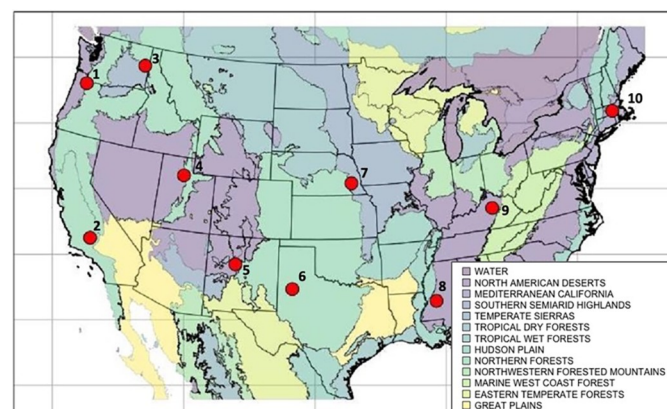 1
3
10
4
7
2
9
5
6
8
WATER
NORTH AMERICAN DESERTS
MEDITERRANEAN CALIFORNIA
SOUTHERN SEMIARID HIGHLANDS
TEMPERATE SIERRAS
TROPICAL DRY FORESTS
TROPICAL WET FORESTS
HUDSON PLAIN
NORTHERN FORESTS
NORTHWESTERN FORESTED MOUNTAINS
MARINE WEST COAST FOREST
EASTERN TEMPERATE FORESTS
GREAT PLAINS